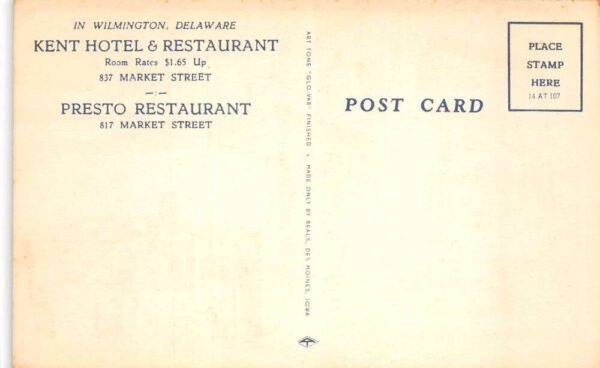 IN WILMINGTON, DELAWARE
KENT HOTEL & RESTAURANT
Room Rates $1.65 Up
837 MARKET STREET
PRESTO RESTAURANT
817 MARKET STREET
ART TONE "GLO-VAR" FINISHED • MADE ONLY BY BEALS, DES MOINES, IOWA
POST CARD
PLACE
STAMP
HERE
14 AT 107